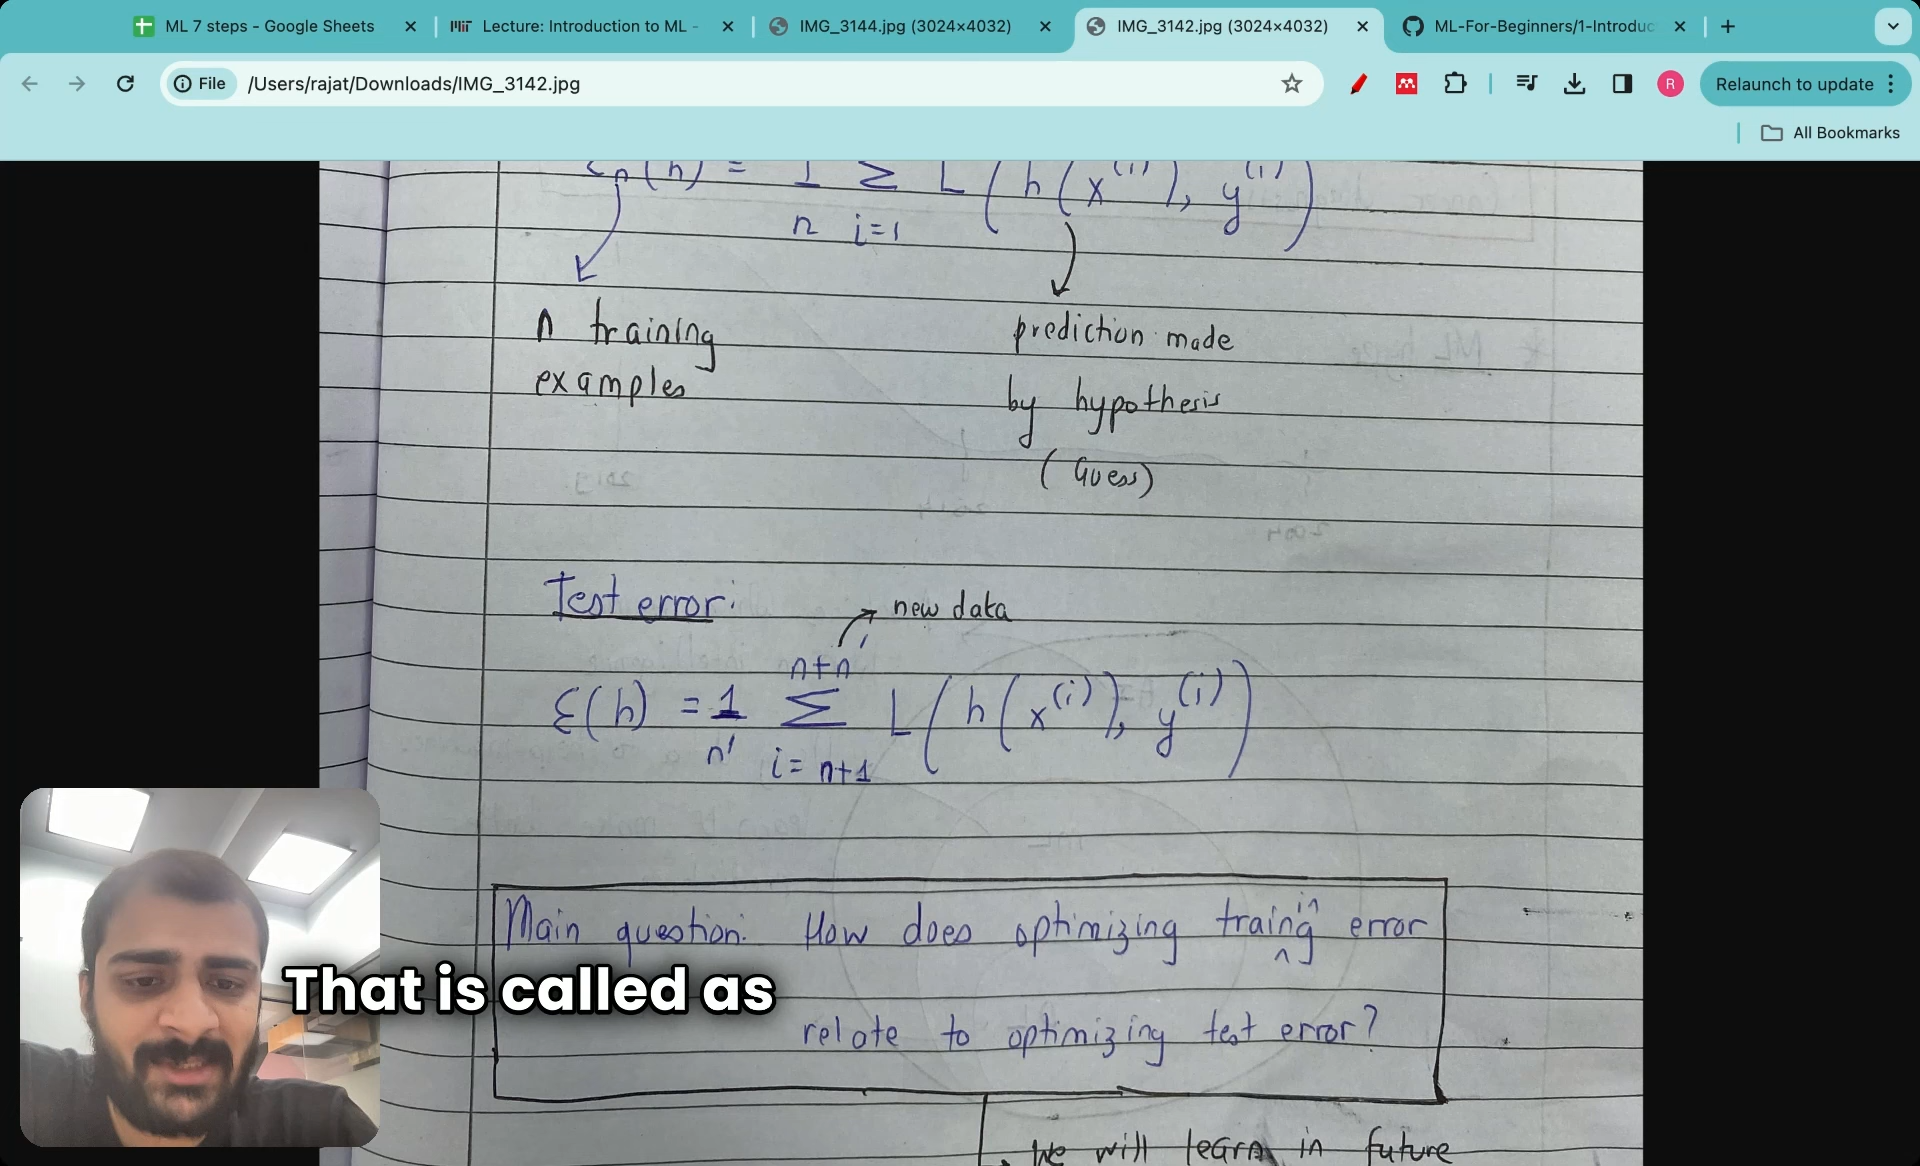 ML 7 steps - Google Sheets
Lecture: Introduction to ML -
IMG_3144.jpg (3024×4032)
IMG_3142.jpg (3024×4032)
ML-For-Beginners/1-Introduc
File /Users/rajat/Downloads/IMG_3142.jpg
R
Relaunch to update
All Bookmarks
Ɛn(h) = 1/n Σ i=1 L(h(x^(i)), y^(i))
n training
examples
prediction made
by hypothesis
(Guess)
Test error:
new data
Ɛ(h) = 1/n' Σ i=n+1 n+n' L(h(x^(i)), y^(i))
Main question: How does optimizing training error
relate to optimizing test error?
That is called as
We will learn in future